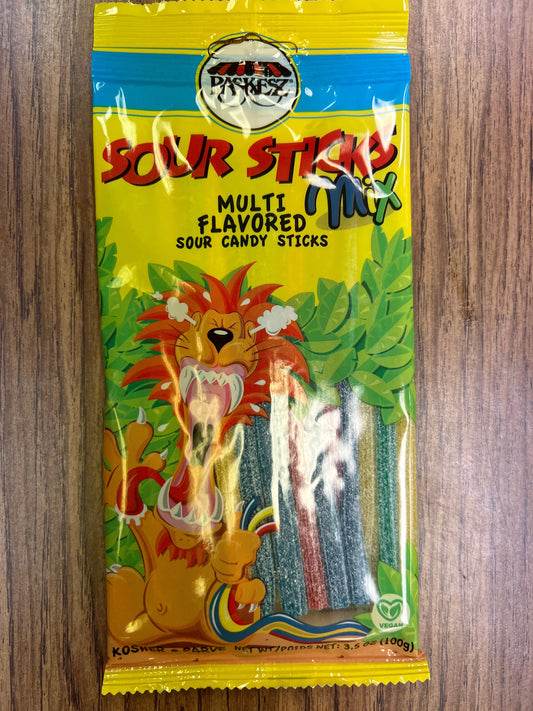 PASKESZ
SOUR STICKS
MIX
MULTI
FLAVORED
SOUR CANDY STICKS
VEGAN
KOSHER - PARVE NET WT/POIDS NET: 3.5 OZ (100g)